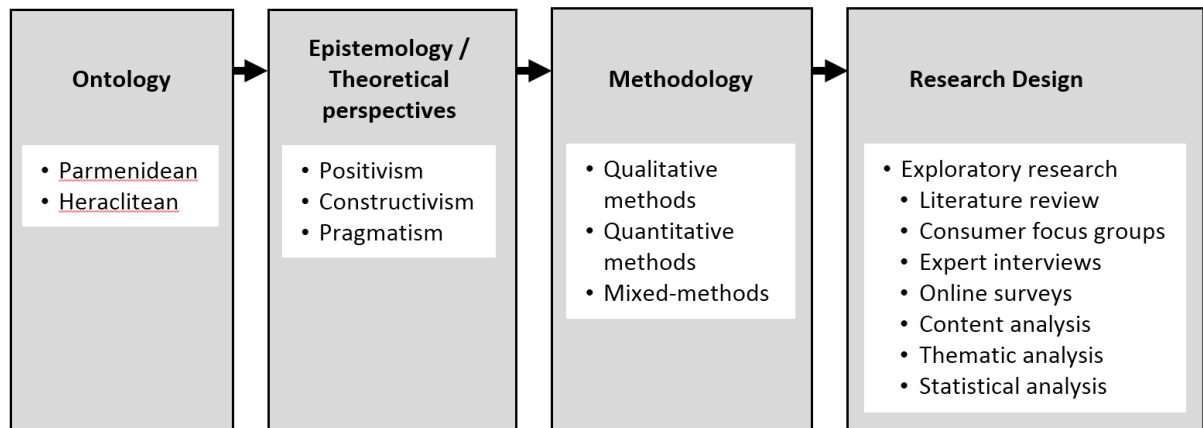 Ontology
• Parmenidean
• Heraclitean
Epistemology /
Theoretical
perspectives
• Positivism
• Constructivism
• Pragmatism
Methodology
• Qualitative
methods
• Quantitative
methods
• Mixed-methods
Research Design
• Exploratory research
• Literature review
• Consumer focus groups
• Expert interviews
• Online surveys
• Content analysis
• Thematic analysis
• Statistical analysis